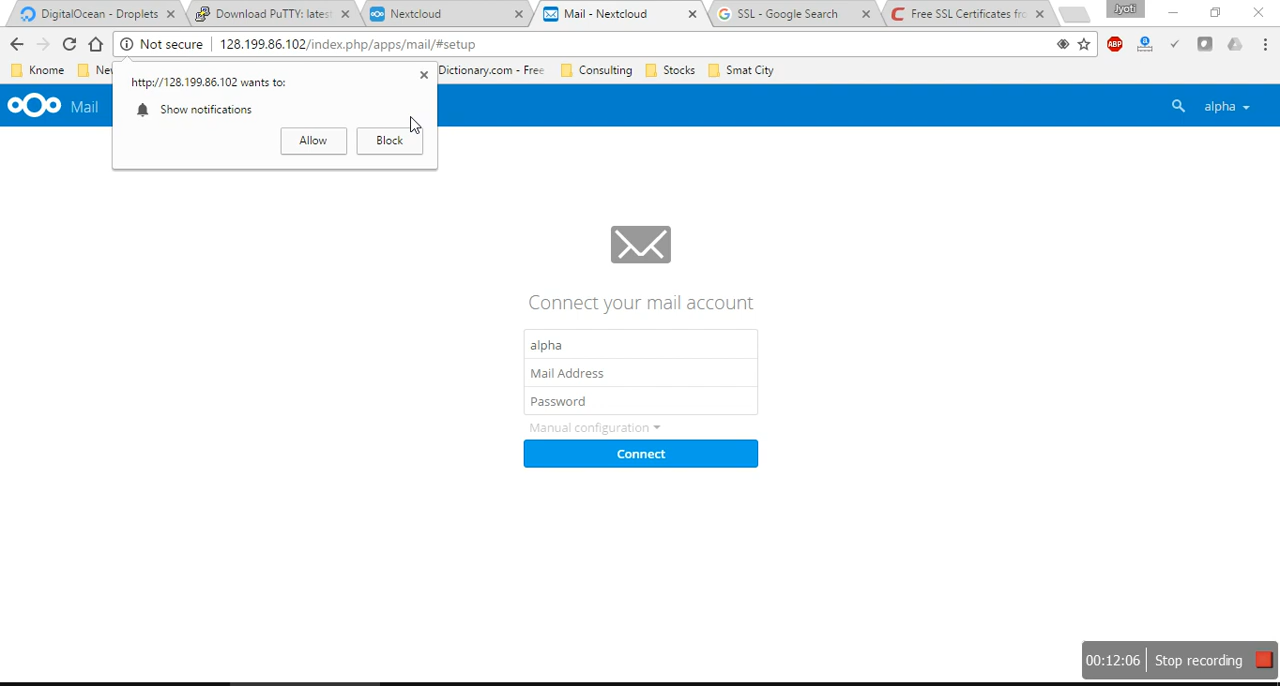 DigitalOcean - Droplets
Download PuTTY: latest
Nextcloud
Mail - Nextcloud
SSL - Google Search
Free SSL Certificates fro
Jyoti
Not secure
128.199.86.102/index.php/apps/mail/#setup
ABP
Knome
New
Dictionary.com - Free
Consulting
Stocks
Smat City
http://128.199.86.102 wants to:
Show notifications
Allow
Block
Mail
alpha
Connect your mail account
alpha
Mail Address
Password
Manual configuration
Connect
00:12:06
Stop recording